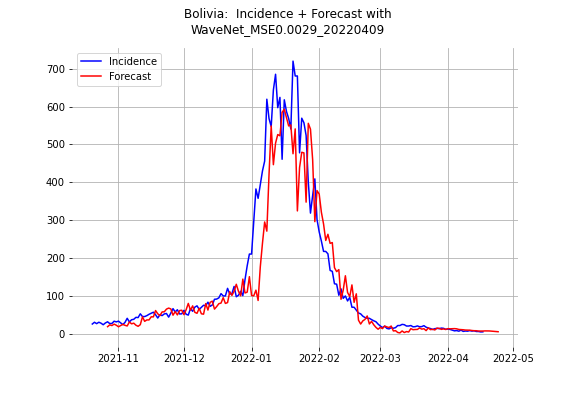 Bolivia:  Incidence + Forecast with
WaveNet_MSE0.0029_20220409
Incidence
Forecast
700
600
500
400
300
200
100
0
2021-11 2021-12 2022-01 2022-02 2022-03 2022-04 2022-05